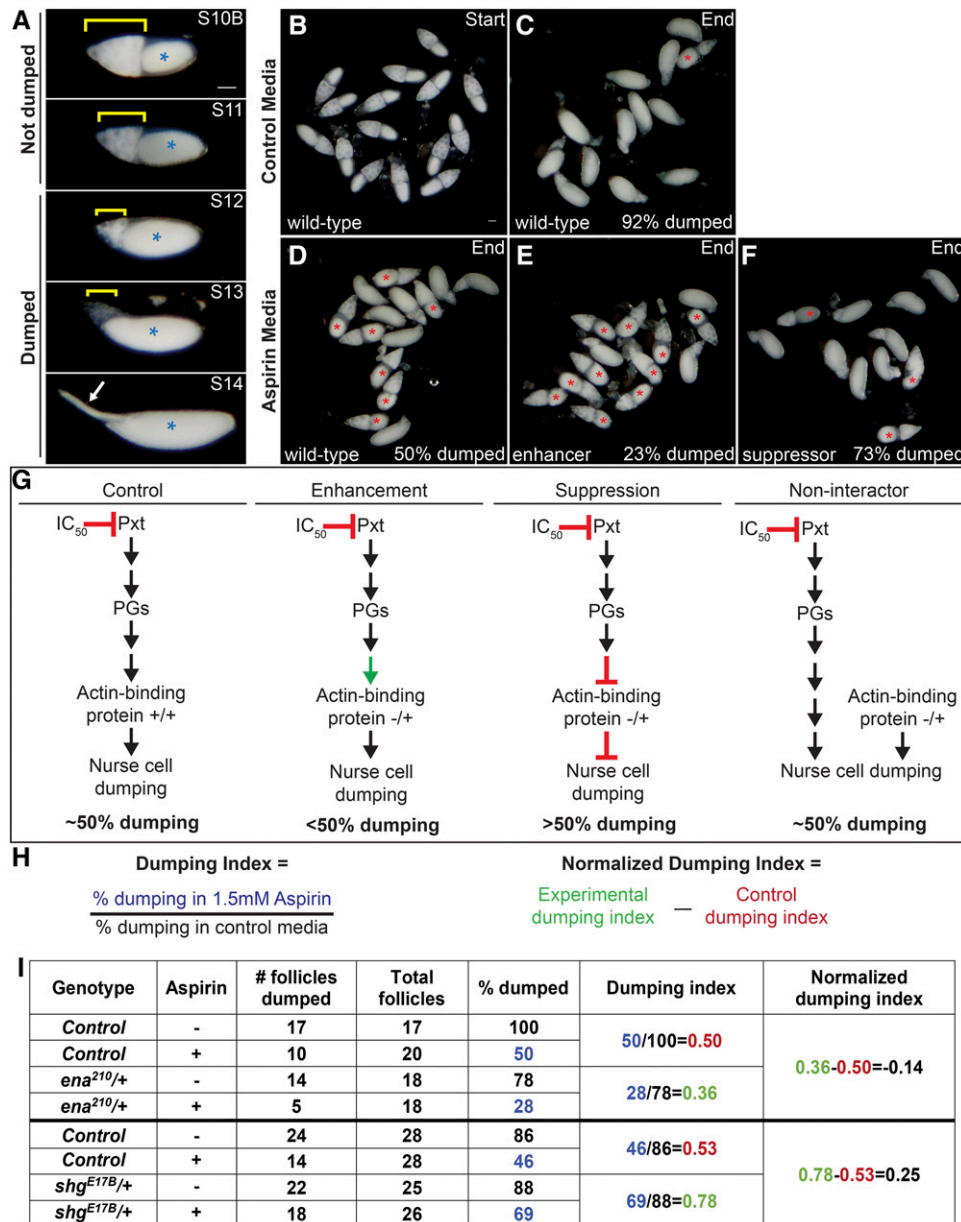 A
Not dumped
Dumped
S10B
*
S11
*
S12
*
S13
*
S14
*
Control Media
B
Start
wild-type
C
End
*
wild-type 92% dumped
Aspirin Media
D
End
* * * * * * *
wild-type 50% dumped
E
End
* * * * * * * * * *
enhancer 23% dumped
F
End
* * *
suppressor 73% dumped
G
Control
IC50 Pxt
PGs
Actin-binding
protein +/+
Nurse cell
dumping
~50% dumping
Enhancement
IC50 Pxt
PGs
Actin-binding
protein -/+
Nurse cell
dumping
<50% dumping
Suppression
IC50 Pxt
PGs
Actin-binding
protein -/+
Nurse cell
dumping
>50% dumping
Non-interactor
IC50 Pxt
PGs
Actin-binding
protein -/+
Nurse cell dumping
~50% dumping
H
Dumping Index =
% dumping in 1.5mM Aspirin
% dumping in control media
Normalized Dumping Index =
Experimental dumping index — Control dumping index
I
Genotype Aspirin # follicles dumped Total follicles % dumped Dumping index Normalized dumping index
Control - 17 17 100 50/100=0.50 0.36-0.50=-0.14
Control + 10 20 50
ena210/+ - 14 18 78 28/78=0.36
ena210/+ + 5 18 28
Control - 24 28 86 46/86=0.53 0.78-0.53=0.25
Control + 14 28 46
shgE17B/+ - 22 25 88 69/88=0.78
shgE17B/+ + 18 26 69